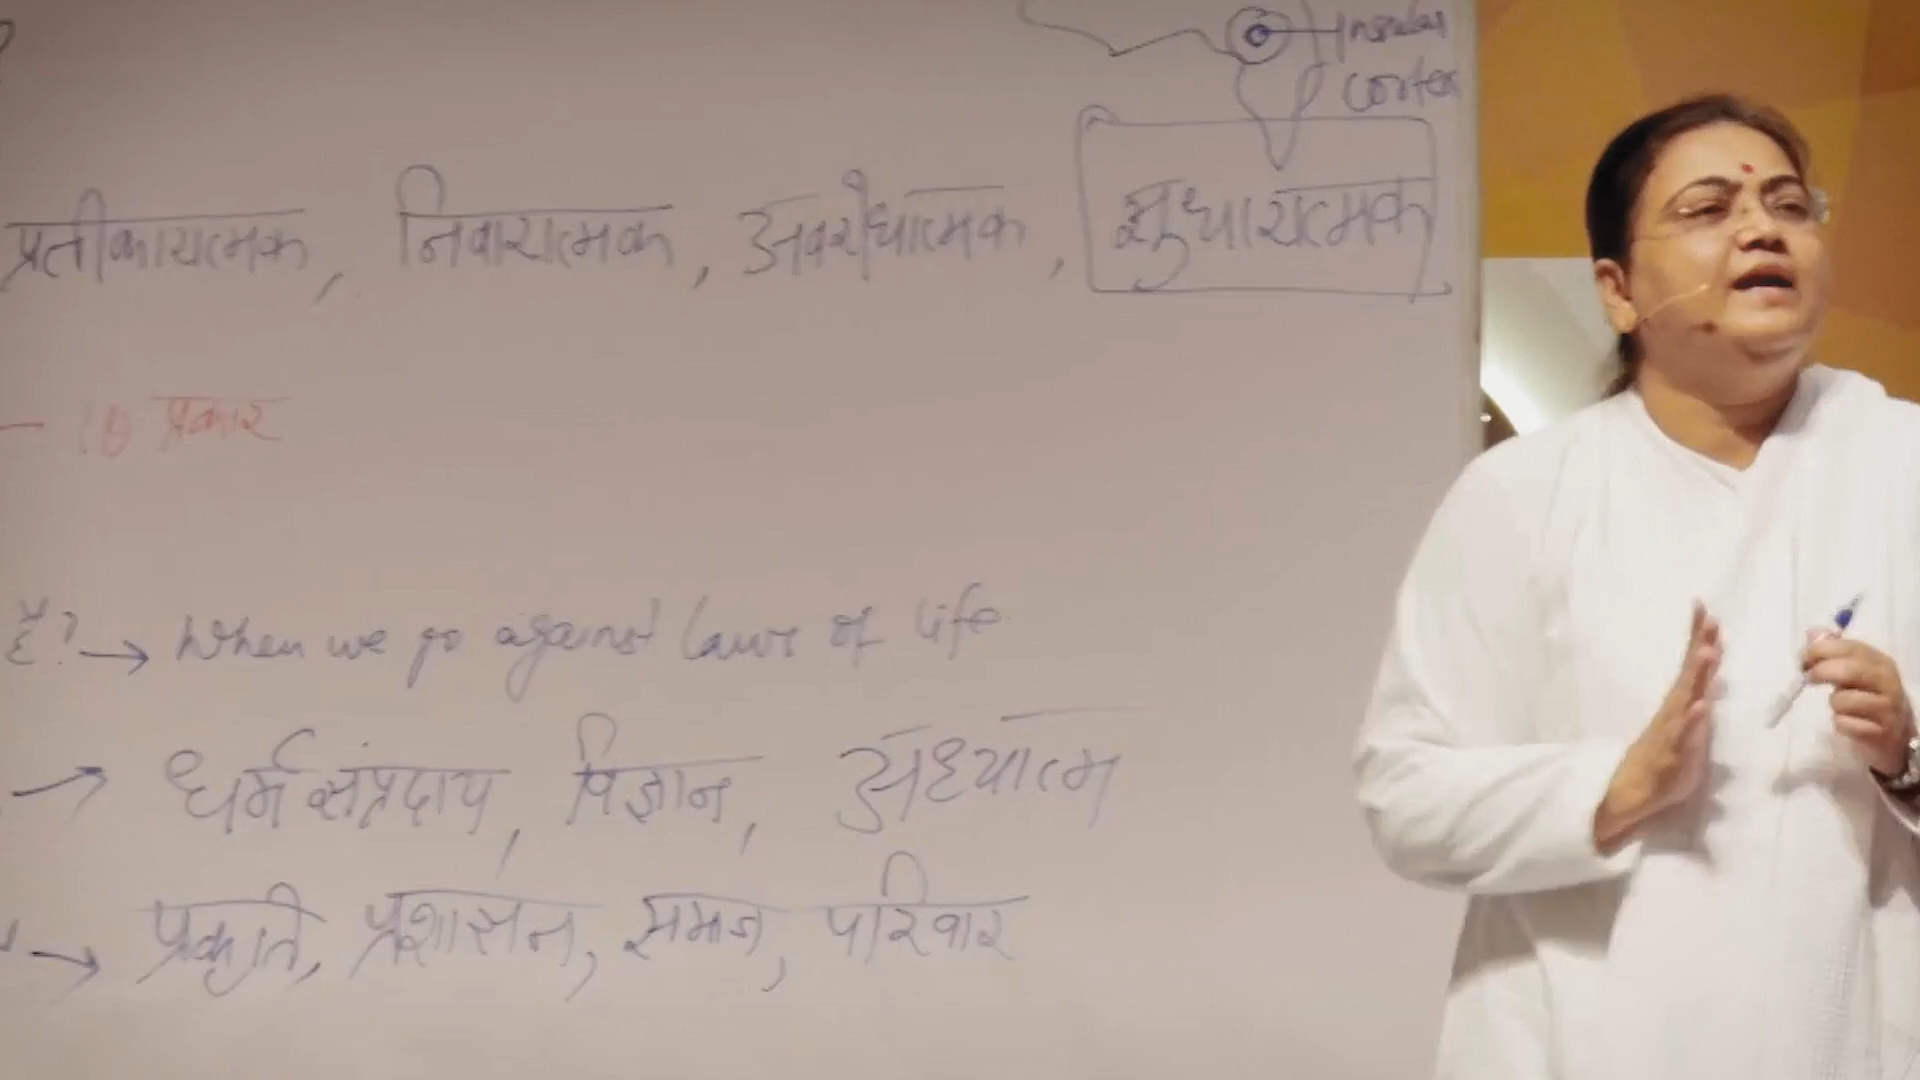 Insular
cortex
प्रतीकारात्मक, निवारात्मक, अवरोधात्मक, सुधारात्मक
— 10 प्रकार
है? → When we go against laws of life.
→ धर्म संप्रदाय, विज्ञान, अध्यात्म
→ प्रकृति, प्रशासन, समाज, परिवार